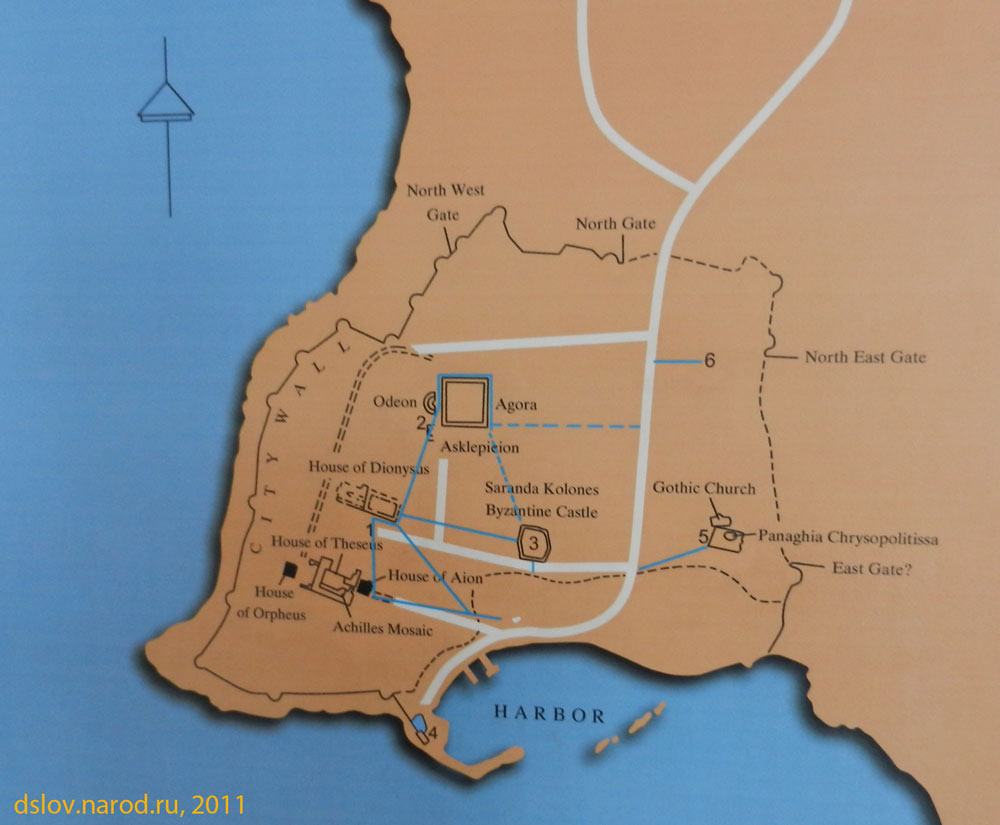 North West
Gate
North Gate
North East Gate
6
CITY WALL
Odeon
Agora
2
Asklepieion
House of Dionysus
Saranda Kolones
Byzantine Castle
Gothic Church
1
3
5
Panaghia Chrysopolitissa
House of Theseus
House of Aion
East Gate?
House
of Orpheus
Achilles Mosaic
HARBOR
4
dslov.narod.ru, 2011